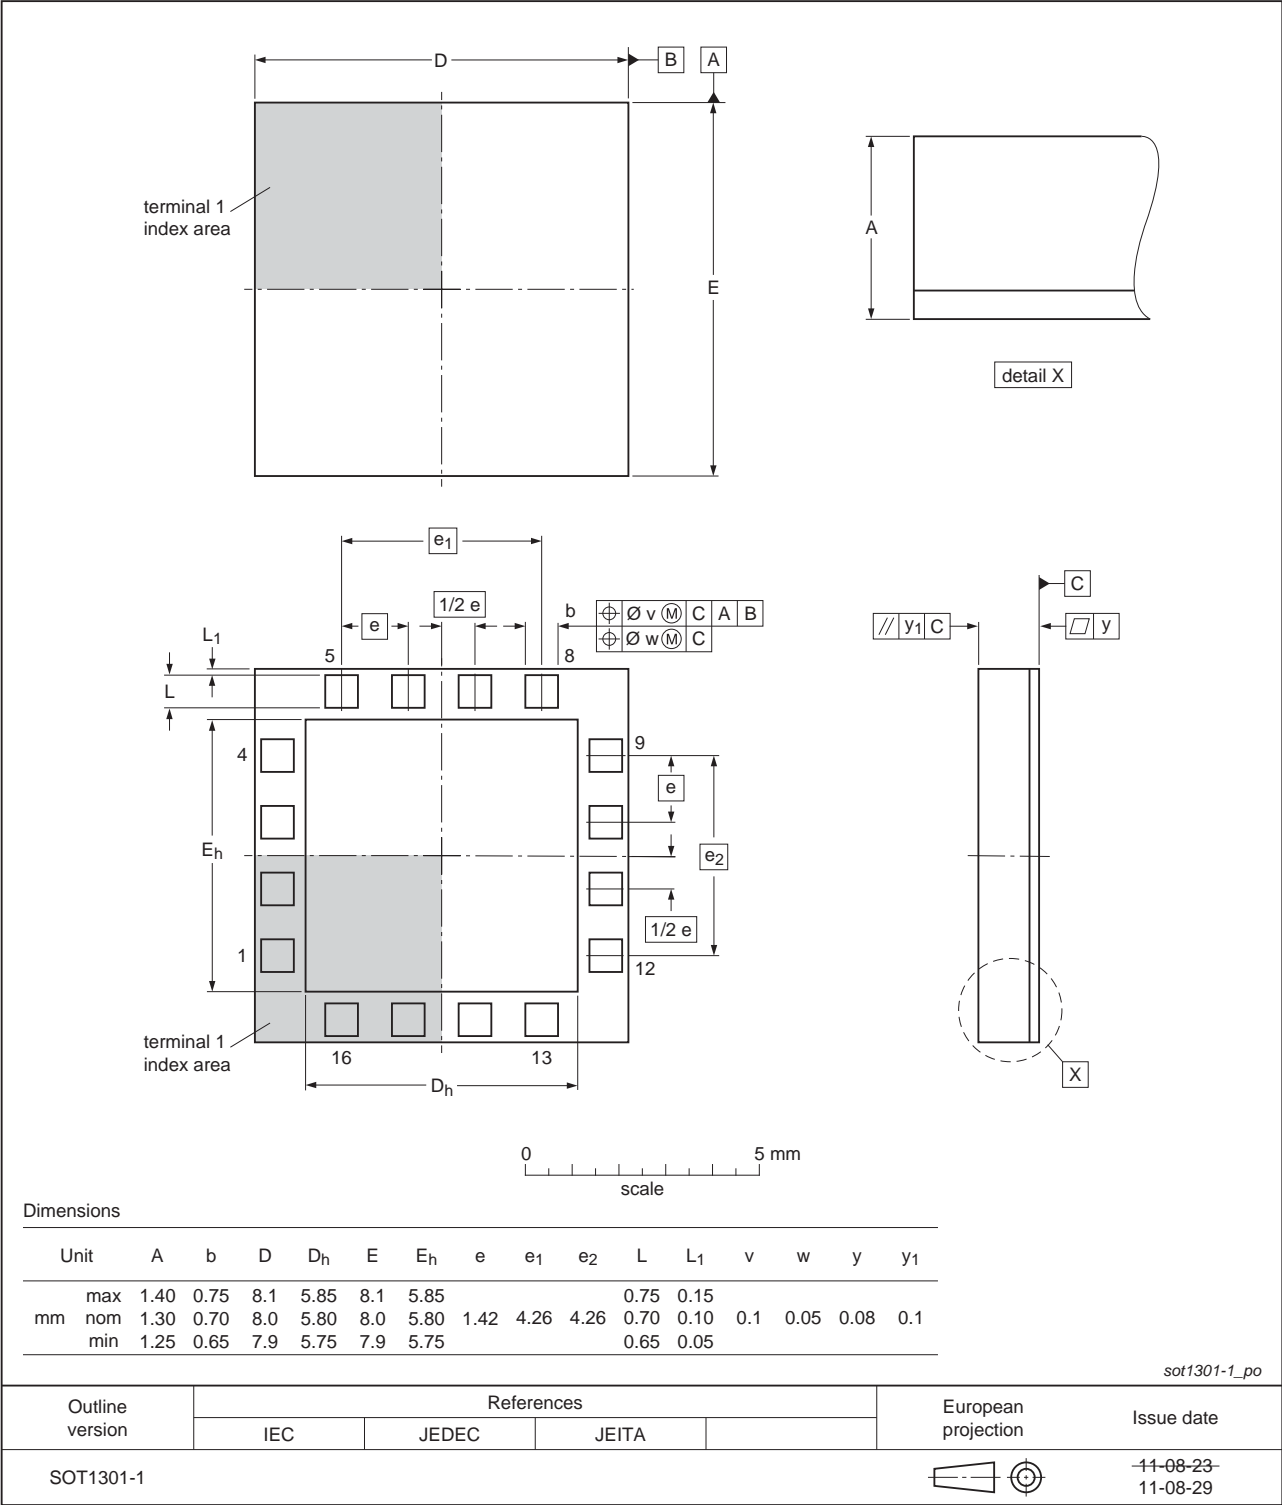 D
B
A
terminal 1
index area
E
A
detail X
e1
1/2 e
e
b
Ø v Ⓜ C A B
Ø w Ⓜ C
L1
L
5
8
4
9
e
e2
Eh
1/2 e
1
12
terminal 1
index area
16
13
Dh
C
// y1 C
y
X
0
5 mm
scale
Dimensions
Unit A b D Dh E Eh e e1 e2 L L1 v w y y1
max 1.40 0.75 8.1 5.85 8.1 5.85 0.75 0.15
mm nom 1.30 0.70 8.0 5.80 8.0 5.80 1.42 4.26 4.26 0.70 0.10 0.1 0.05 0.08 0.1
min 1.25 0.65 7.9 5.75 7.9 5.75 0.65 0.05
sot1301-1_po
Outline
version
References
IEC JEDEC JEITA
European
projection
Issue date
SOT1301-1
11-08-23
11-08-29